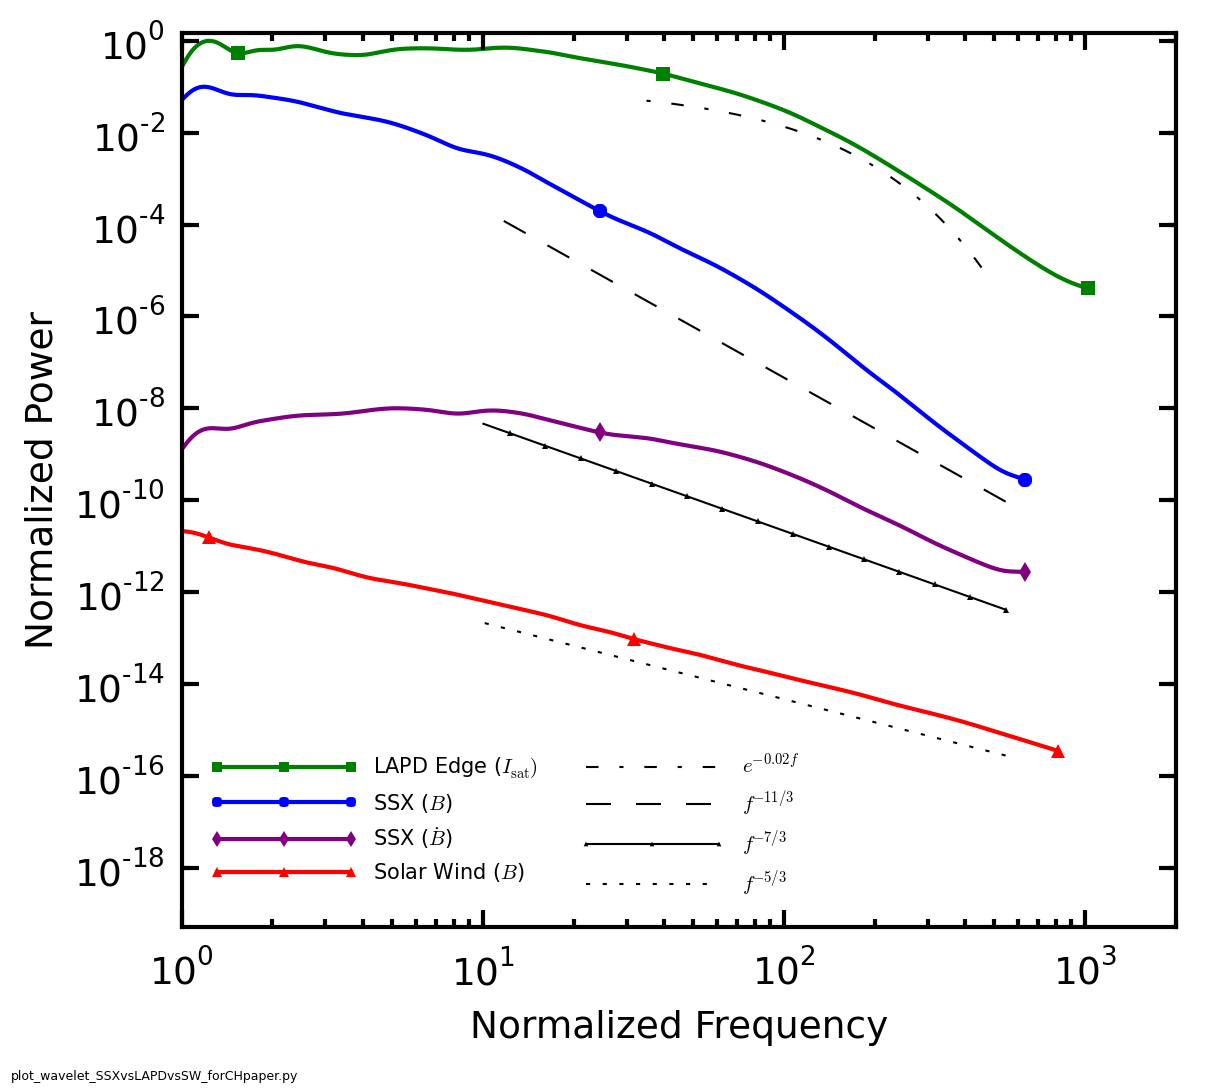 10^0
10^-2
10^-4
10^-6
10^-8
10^-10
10^-12
10^-14
10^-16
10^-18
Normalized Power
LAPD Edge (I_sat)
SSX (B)
SSX (Ḃ)
Solar Wind (B)
e^−0.02f
f^−11/3
f^−7/3
f^−5/3
10^0 10^1 10^2 10^3
Normalized Frequency
plot_wavelet_SSXvsLAPDvsSW_forCHpaper.py